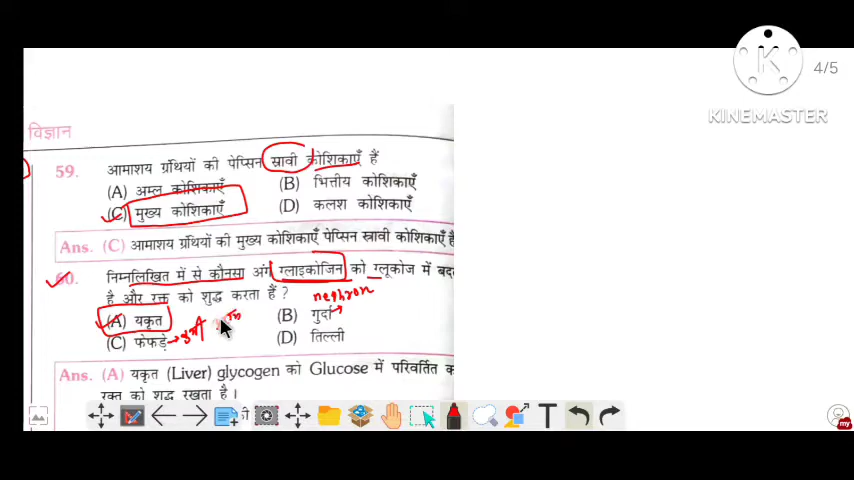 4/5
KINEMASTER
विज्ञान
59. आमाशय ग्रंथियों की पेप्सिन स्रावी कोशिकाएँ हैं
(A) अम्ल कोशिकाएँ (B) भित्तीय कोशिकाएँ
(C) मुख्य कोशिकाएँ (D) कलश कोशिकाएँ
Ans. (C) आमाशय ग्रंथियों की मुख्य कोशिकाएँ पेप्सिन स्रावी कोशिकाएँ है
60. निम्नलिखित में से कौनसा अंग ग्लाइकोजिन को ग्लूकोज में बद
है और रक्त को शुद्ध करता हैं ? nephron
(A) यकृत (B) गुर्दा
(C) फेफड़े (D) तिल्ली
Ans. (A) यकृत (Liver) glycogen को Glucose में परिवर्तित क
रक्त को शुद्ध रखता है।
T
my